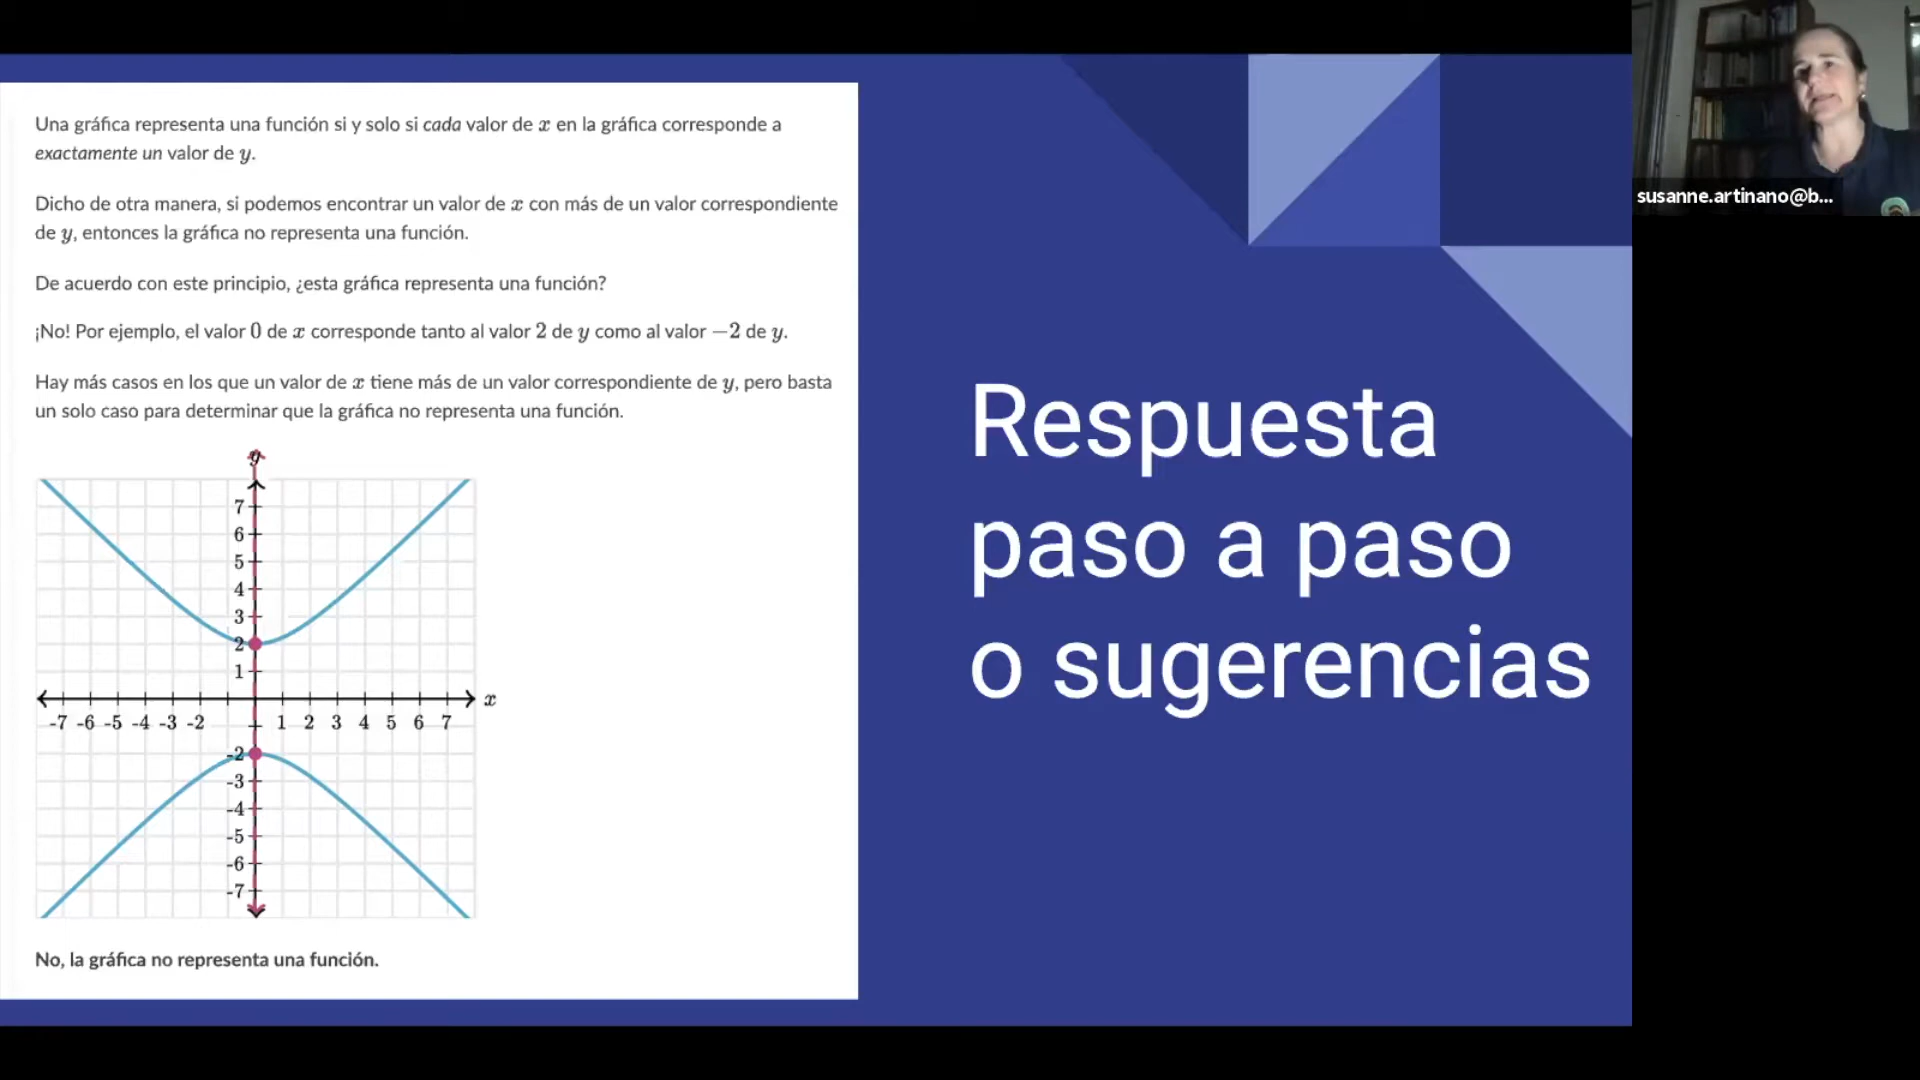 Una gráfica representa una función si y solo si cada valor de x en la gráfica corresponde a
exactamente un valor de y.
Dicho de otra manera, si podemos encontrar un valor de x con más de un valor correspondiente
de y, entonces la gráfica no representa una función.
De acuerdo con este principio, ¿esta gráfica representa una función?
¡No! Por ejemplo, el valor 0 de x corresponde tanto al valor 2 de y como al valor −2 de y.
Hay más casos en los que un valor de x tiene más de un valor correspondiente de y, pero basta
un solo caso para determinar que la gráfica no representa una función.
y
7
6
5
4
3
2
1
x
-7 -6 -5 -4 -3 -2 1 2 3 4 5 6 7
-2
-3
-4
-5
-6
-7
No, la gráfica no representa una función.
Respuesta
paso a paso
o sugerencias
susanne.artinano@b...